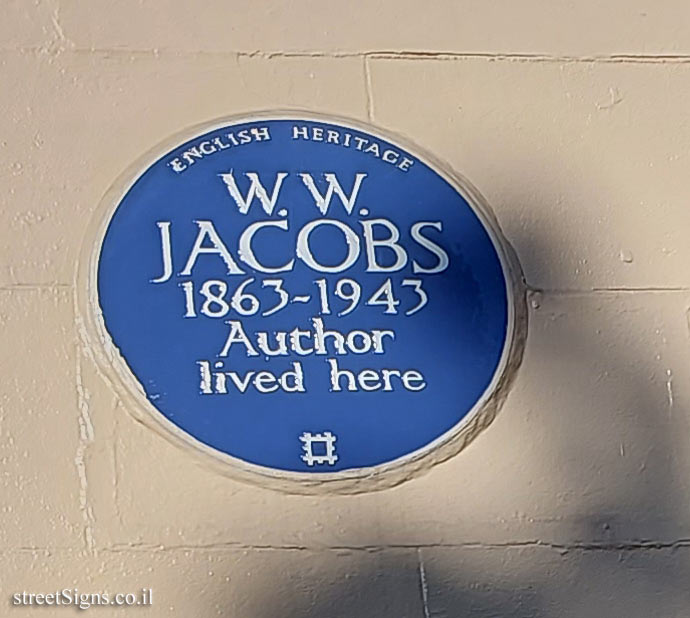 ENGLISH HERITAGE
W. W.
JACOBS
1863-1943
Author
lived here
streetSigns.co.il